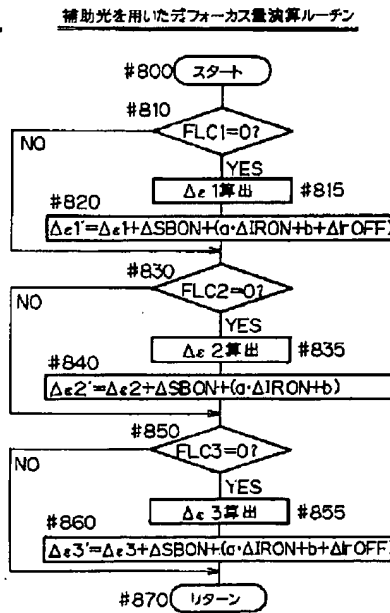 補助光を用いたデフォーカス量演算ルーチン
#800 スタート
#810
FLC1=0?
NO
YES
Δε1算出 #815
#820
Δε1'=Δε1+ΔSBON+(a・ΔIRON+b+ΔIrOFF)
#830
FLC2=0?
NO
YES
Δε2算出 #835
#840
Δε2'=Δε2+ΔSBON+(a・ΔIRON+b)
#850
FLC3=0?
NO
YES
Δε3算出 #855
#860
Δε3'=Δε3+ΔSBON+(a・ΔIRON+b+ΔIrOFF)
#870 リターン